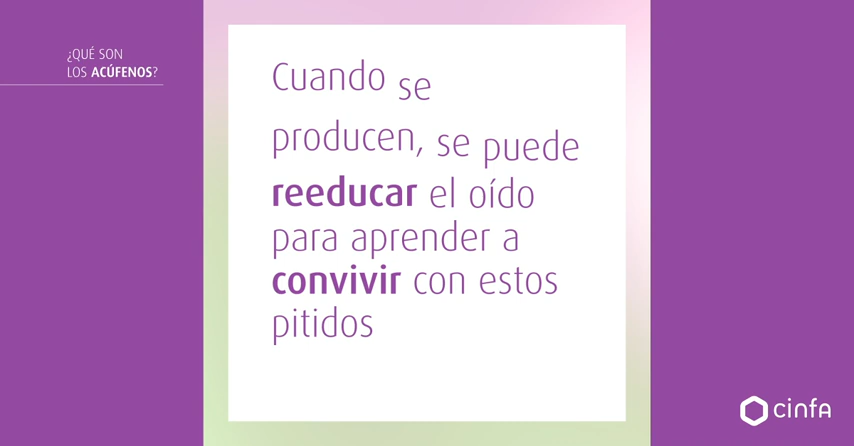 ¿QUÉ SON
LOS ACÚFENOS?
Cuando se
producen, se puede
reeducar el oído
para aprender a
convivir con estos
pitidos
cinfa